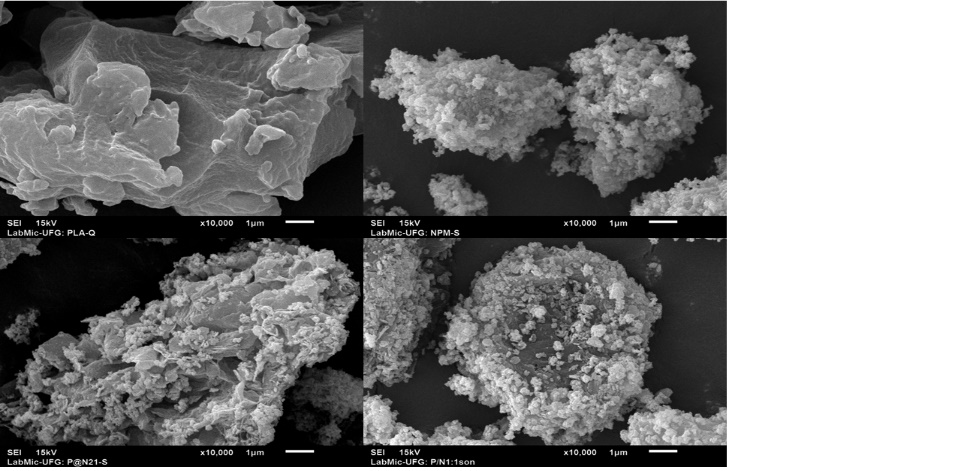 SEI 15kV x10,000 1µm
LabMic-UFG: PLA-Q
SEI 15kV x10,000 1µm
LabMic-UFG: NPM-S
SEI 15kV x10,000 1µm
LabMic-UFG: P@N21-S
SEI 15kV x10,000 1µm
LabMic-UFG: P/N1:1son